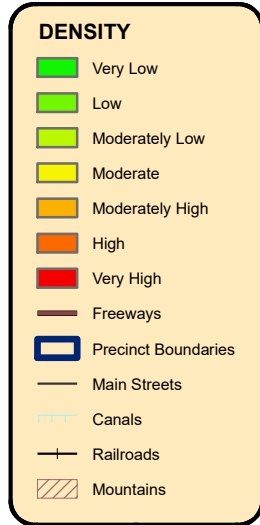 DENSITY
Very Low
Low
Moderately Low
Moderate
Moderately High
High
Very High
Freeways
Precinct Boundaries
Main Streets
Canals
Railroads
Mountains